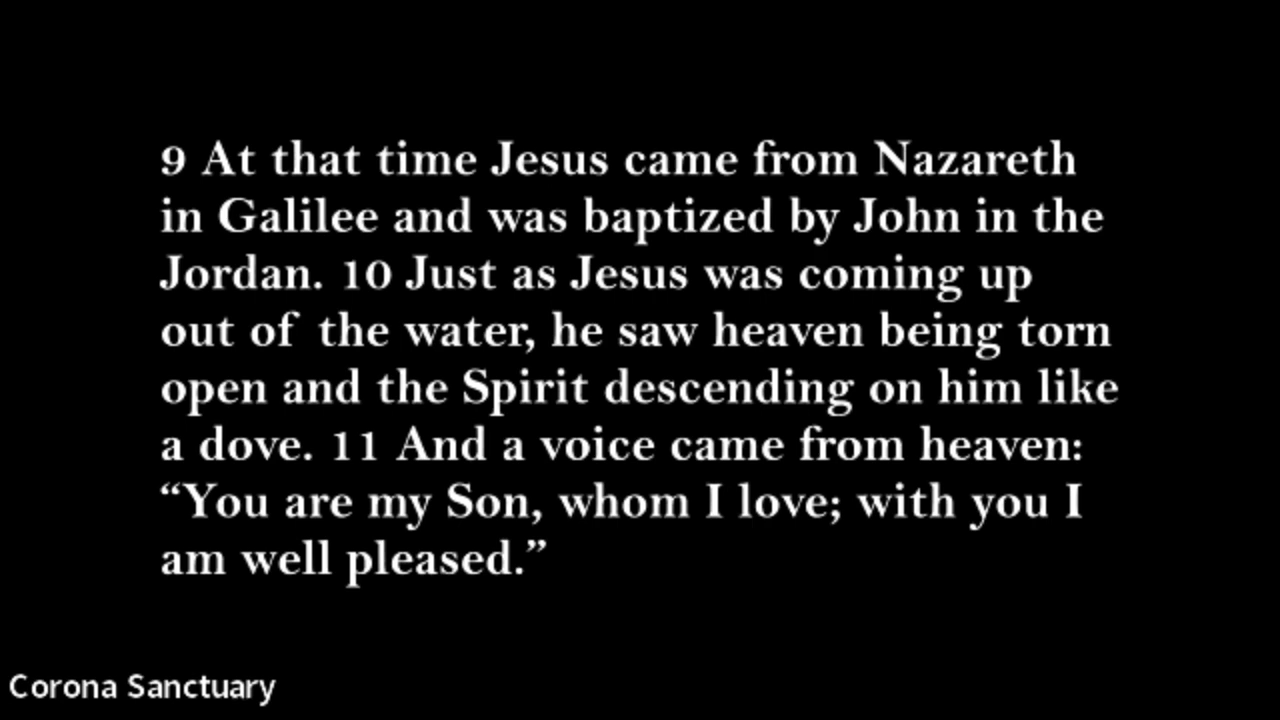 9 At that time Jesus came from Nazareth
in Galilee and was baptized by John in the
Jordan. 10 Just as Jesus was coming up
out of the water, he saw heaven being torn
open and the Spirit descending on him like
a dove. 11 And a voice came from heaven:
“You are my Son, whom I love; with you I
am well pleased.”
Corona Sanctuary